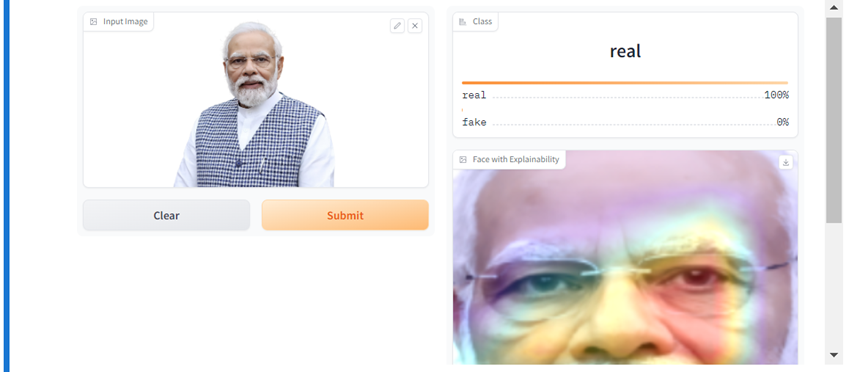 Input Image
Clear
Submit
Class
real
real 100%
fake 0%
Face with Explainability